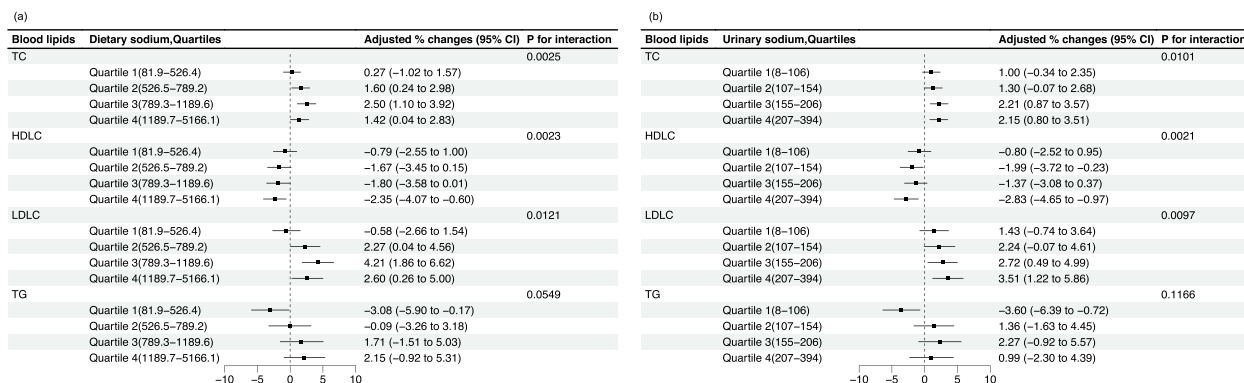 (a)
Blood lipids Dietary sodium,Quartiles Adjusted % changes (95% CI) P for interaction
TC 0.0025
Quartile 1(81.9−526.4) 0.27 (−1.02 to 1.57)
Quartile 2(526.5−789.2) 1.60 (0.24 to 2.98)
Quartile 3(789.3−1189.6) 2.50 (1.10 to 3.92)
Quartile 4(1189.7−5166.1) 1.42 (0.04 to 2.83)
HDLC 0.0023
Quartile 1(81.9−526.4) −0.79 (−2.55 to 1.00)
Quartile 2(526.5−789.2) −1.67 (−3.45 to 0.15)
Quartile 3(789.3−1189.6) −1.80 (−3.58 to 0.01)
Quartile 4(1189.7−5166.1) −2.35 (−4.07 to −0.60)
LDLC 0.0121
Quartile 1(81.9−526.4) −0.58 (−2.66 to 1.54)
Quartile 2(526.5−789.2) 2.27 (0.04 to 4.56)
Quartile 3(789.3−1189.6) 4.21 (1.86 to 6.62)
Quartile 4(1189.7−5166.1) 2.60 (0.26 to 5.00)
TG 0.0549
Quartile 1(81.9−526.4) −3.08 (−5.90 to −0.17)
Quartile 2(526.5−789.2) −0.09 (−3.26 to 3.18)
Quartile 3(789.3−1189.6) 1.71 (−1.51 to 5.03)
Quartile 4(1189.7−5166.1) 2.15 (−0.92 to 5.31)
−10 −5 0 5 10
(b)
Blood lipids Urinary sodium,Quartiles Adjusted % changes (95% CI) P for interaction
TC 0.0101
Quartile 1(8−106) 1.00 (−0.34 to 2.35)
Quartile 2(107−154) 1.30 (−0.07 to 2.68)
Quartile 3(155−206) 2.21 (0.87 to 3.57)
Quartile 4(207−394) 2.15 (0.80 to 3.51)
HDLC 0.0021
Quartile 1(8−106) −0.80 (−2.52 to 0.95)
Quartile 2(107−154) −1.99 (−3.72 to −0.23)
Quartile 3(155−206) −1.37 (−3.08 to 0.37)
Quartile 4(207−394) −2.83 (−4.65 to −0.97)
LDLC 0.0097
Quartile 1(8−106) 1.43 (−0.74 to 3.64)
Quartile 2(107−154) 2.24 (−0.07 to 4.61)
Quartile 3(155−206) 2.72 (0.49 to 4.99)
Quartile 4(207−394) 3.51 (1.22 to 5.86)
TG 0.1166
Quartile 1(8−106) −3.60 (−6.39 to −0.72)
Quartile 2(107−154) 1.36 (−1.63 to 4.45)
Quartile 3(155−206) 2.27 (−0.92 to 5.57)
Quartile 4(207−394) 0.99 (−2.30 to 4.39)
−10 −5 0 5 10